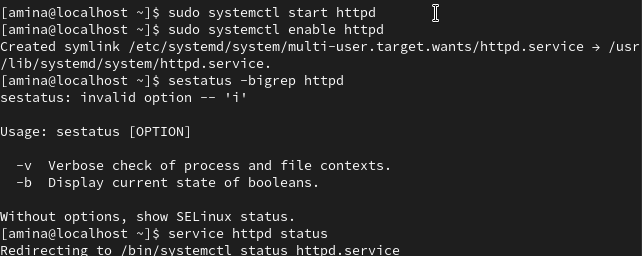 [amina@localhost ~]$ sudo systemctl start httpd
[amina@localhost ~]$ sudo systemctl enable httpd
Created symlink /etc/systemd/system/multi-user.target.wants/httpd.service → /usr
/lib/systemd/system/httpd.service.
[amina@localhost ~]$ sestatus -bigrep httpd
sestatus: invalid option -- 'i'

Usage: sestatus [OPTION]

  -v  Verbose check of process and file contexts.
  -b  Display current state of booleans.

Without options, show SELinux status.
[amina@localhost ~]$ service httpd status
Redirecting to /bin/systemctl status httpd.service